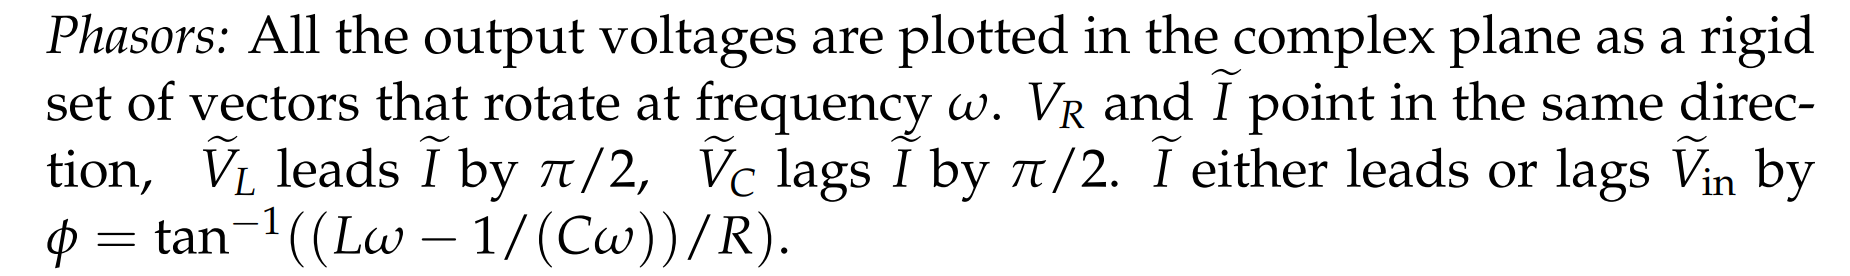 Phasors: All the output voltages are plotted in the complex plane as a rigid
set of vectors that rotate at frequency ω. V_R and Ĩ point in the same direc-
tion, Ṽ_L leads Ĩ by π/2, Ṽ_C lags Ĩ by π/2. Ĩ either leads or lags Ṽ_in by
ϕ = tan⁻¹((Lω − 1/(Cω))/R).